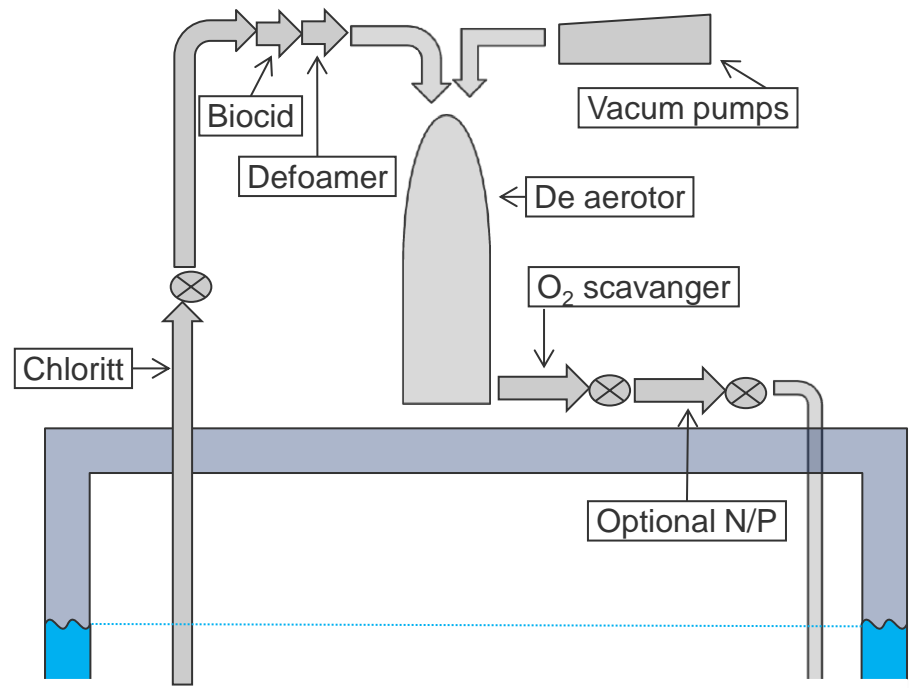 Biocid
Vacum pumps
Defoamer
De aerotor
O₂ scavanger
Chloritt
Optional N/P